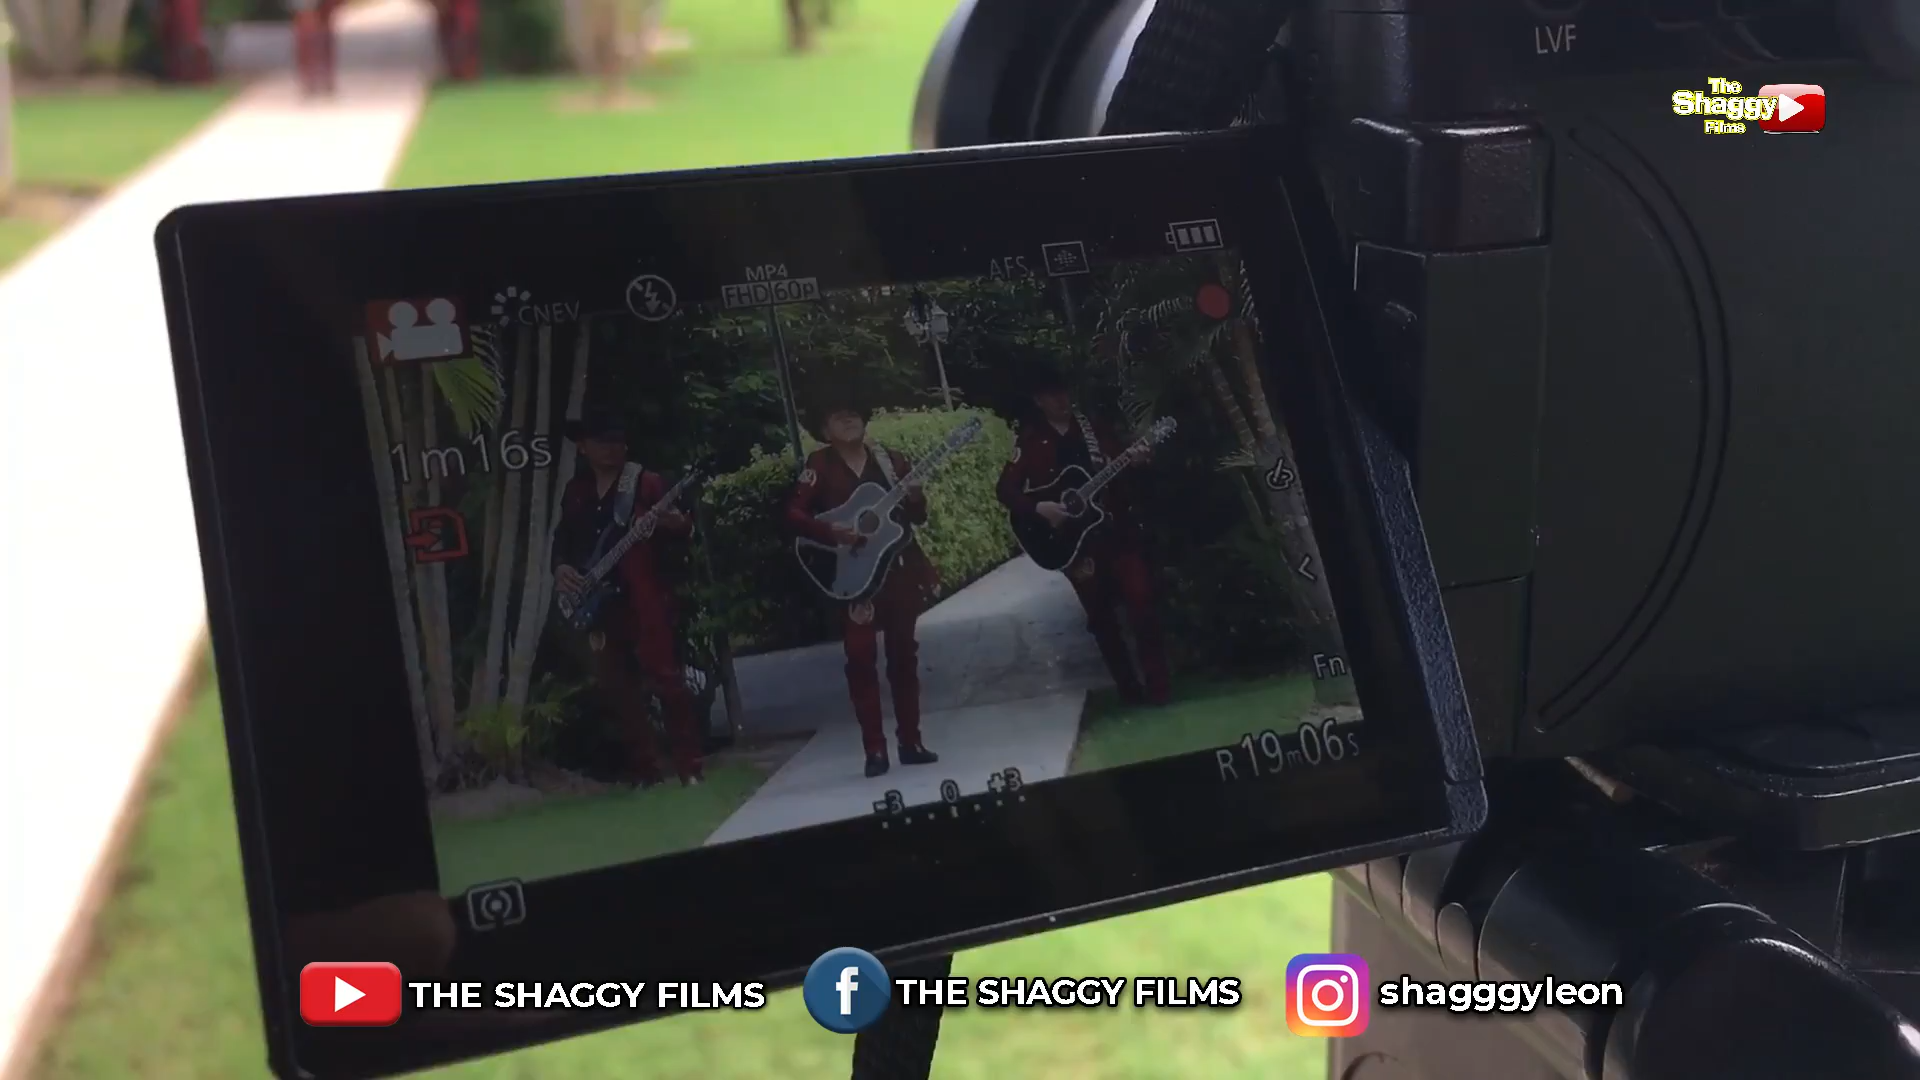 LVF
The
Shaggy
Films
MP4
FHD 60p
AFS
CNEV
1m16s
Fn
R19m06s
-3 0 +3
THE SHAGGY FILMS
THE SHAGGY FILMS
shagggyleon